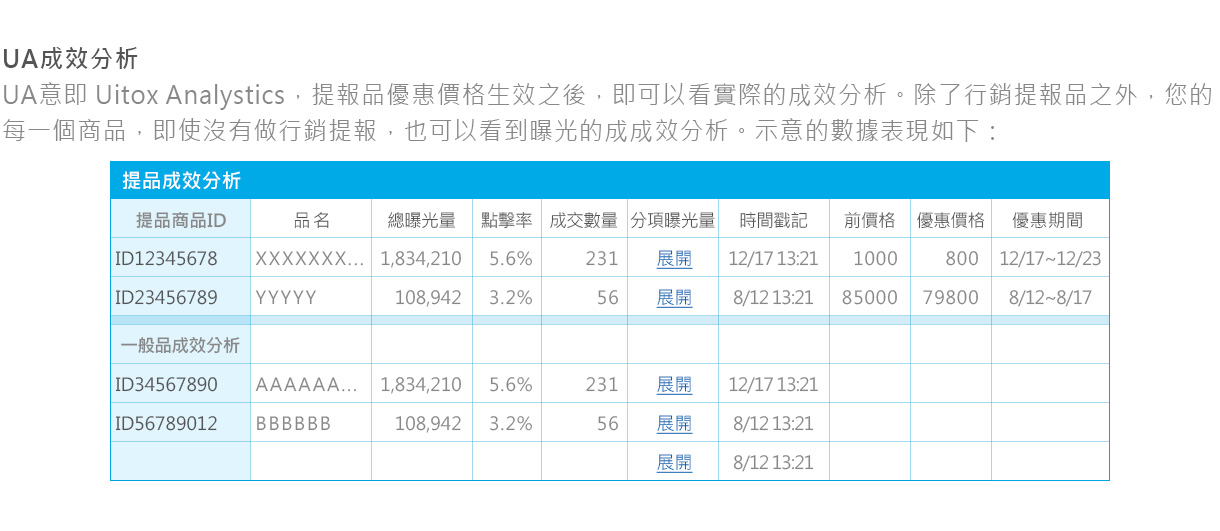 UA成效分析
UA意即 Uitox Analystics，提報品優惠價格生效之後，即可以看實際的成效分析。除了行銷提報品之外，您的
每一個商品，即使沒有做行銷提報，也可以看到曝光的成成效分析。示意的數據表現如下：
提品成效分析
提品商品ID 品名 總曝光量 點擊率 成交數量 分項曝光量 時間戳記 前價格 優惠價格 優惠期間
ID12345678 XXXXXXX... 1,834,210 5.6% 231 展開 12/17 13:21 1000 800 12/17~12/23
ID23456789 YYYYY 108,942 3.2% 56 展開 8/12 13:21 85000 79800 8/12~8/17
一般品成效分析
ID34567890 AAAAAA... 1,834,210 5.6% 231 展開 12/17 13:21
ID56789012 BBBBBB 108,942 3.2% 56 展開 8/12 13:21
展開 8/12 13:21